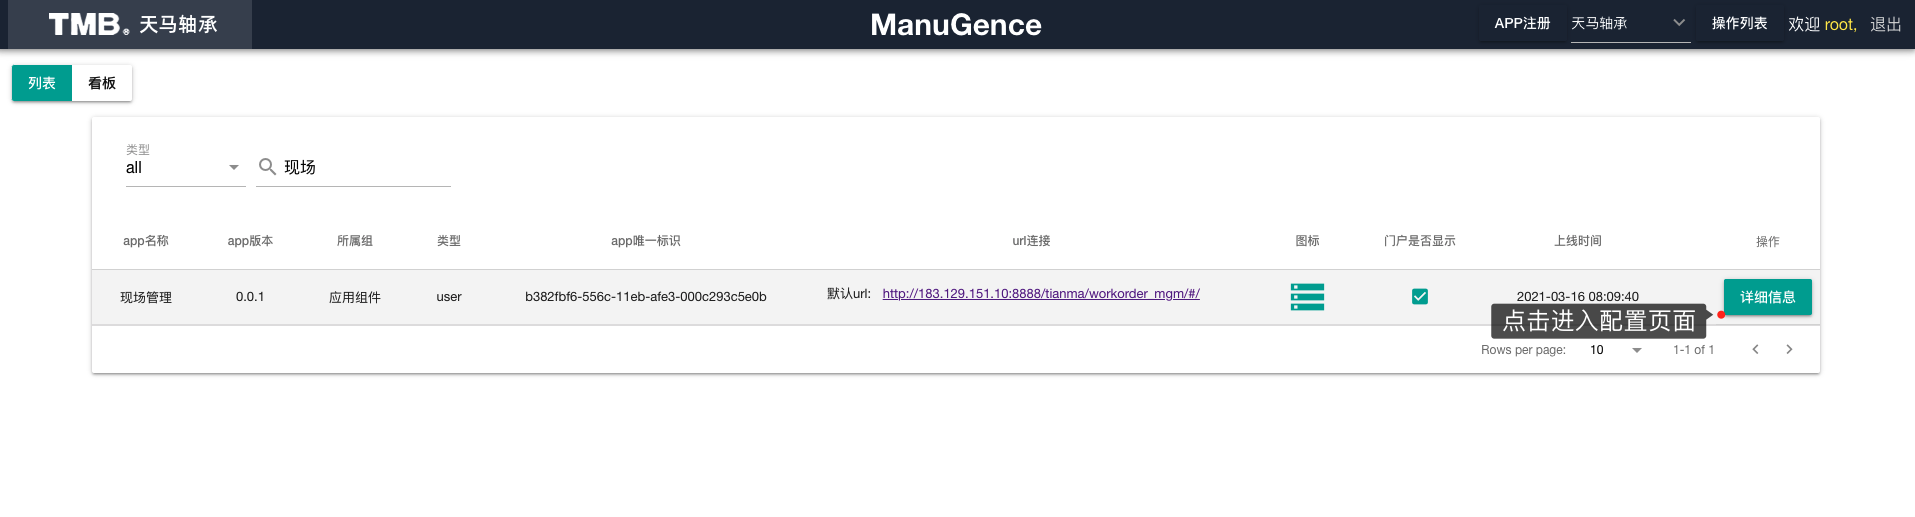 TMB® 天马轴承
ManuGence
APP注册 天马轴承 操作列表 欢迎 root, 退出
列表 看板
类型
all 现场
app名称 app版本 所属组 类型 app唯一标识 url连接 图标 门户是否显示 上线时间 操作
现场管理 0.0.1 应用组件 user b382fbf6-556c-11eb-afe3-000c293c5e0b 默认url: http://183.129.151.10:8888/tianma/workorder_mgm/#/ 2021-03-16 08:09:40 详细信息
点击进入配置页面
Rows per page: 10 1-1 of 1